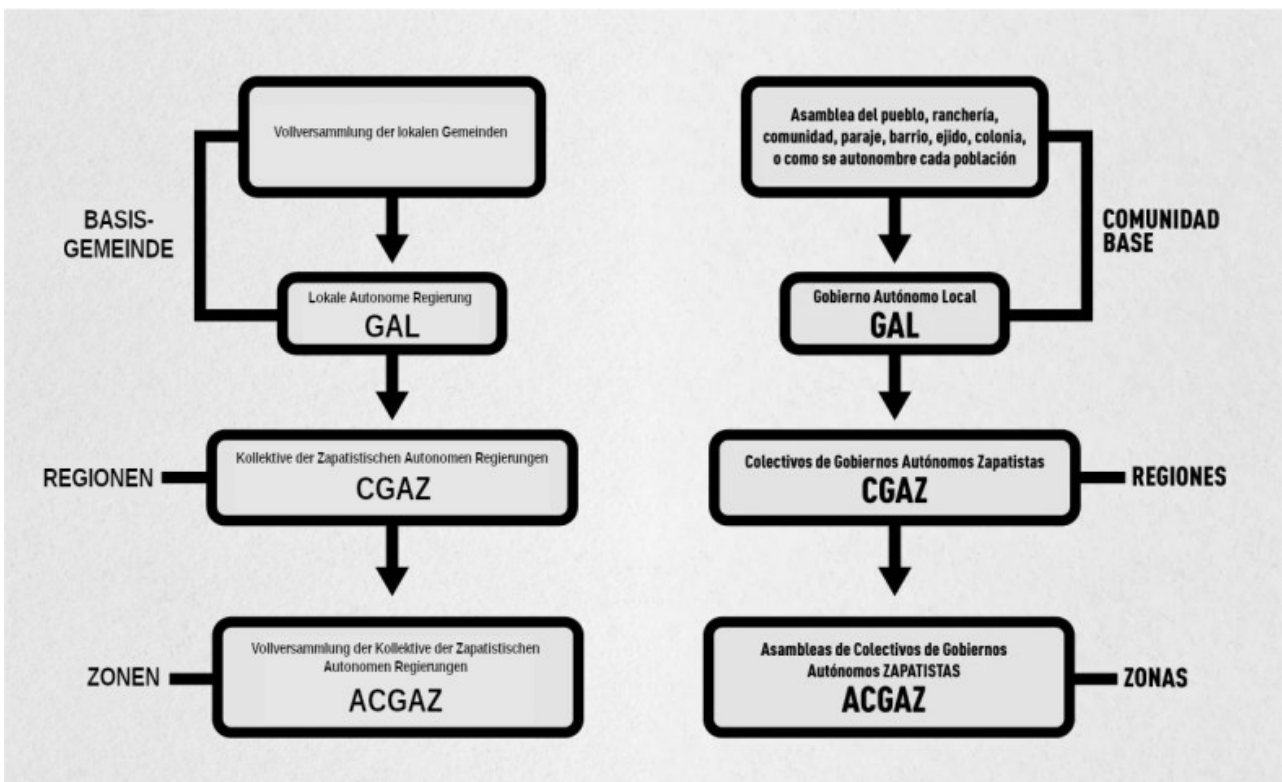 Vollversammlung der lokalen Gemeinden
BASIS-
GEMEINDE
Lokale Autonome Regierung
GAL
Kollektive der Zapatistischen Autonomen Regierungen
CGAZ
REGIONEN
Vollversammlung der Kollektive der Zapatistischen
Autonomen Regierungen
ACGAZ
ZONEN
Asamblea del pueblo, ranchería,
comunidad, paraje, barrio, ejido, colonia,
o como se autonombre cada población
COMUNIDAD
BASE
Gobierno Autónomo Local
GAL
Colectivos de Gobiernos Autónomos Zapatistas
CGAZ
REGIONES
Asambleas de Colectivos de Gobiernos
Autónomos ZAPATISTAS
ACGAZ
ZONAS